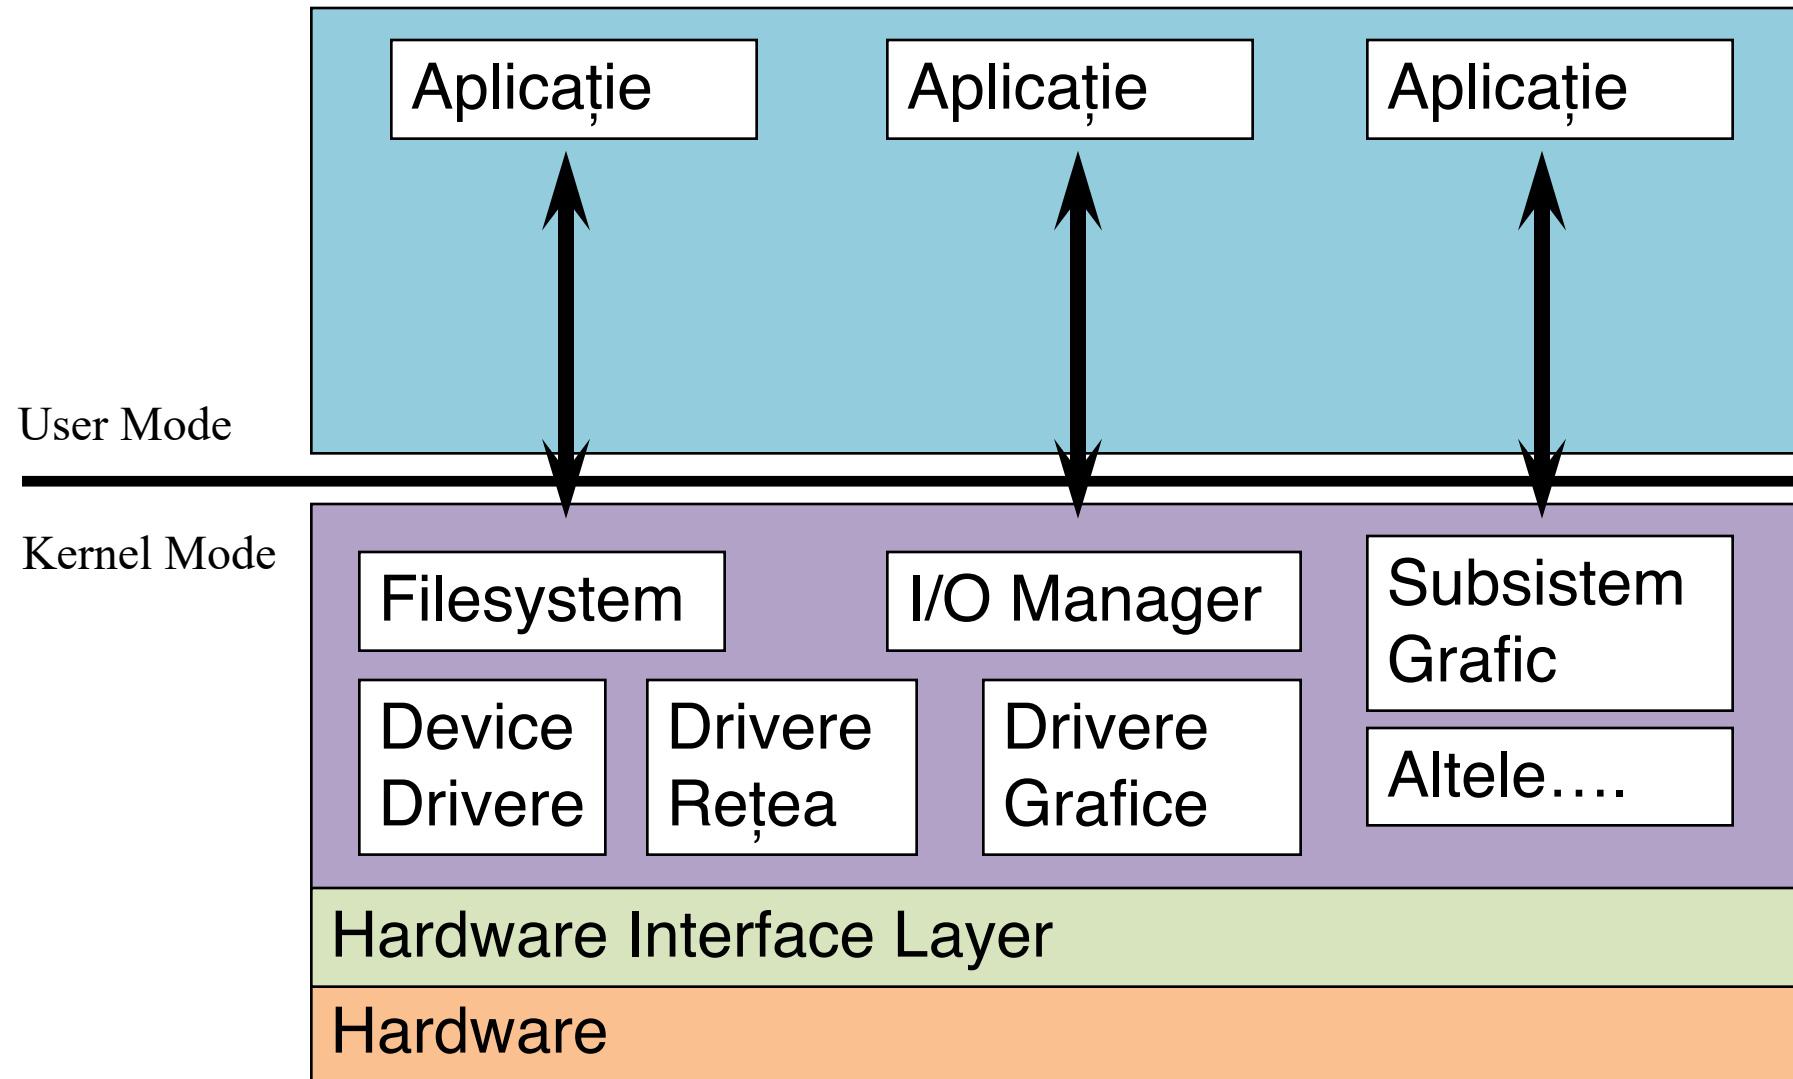 Aplicație
Aplicație
Aplicație
User Mode
Kernel Mode
Filesystem
I/O Manager
Subsistem
Grafic
Device
Drivere
Drivere
Rețea
Drivere
Grafice
Altele….
Hardware Interface Layer
Hardware